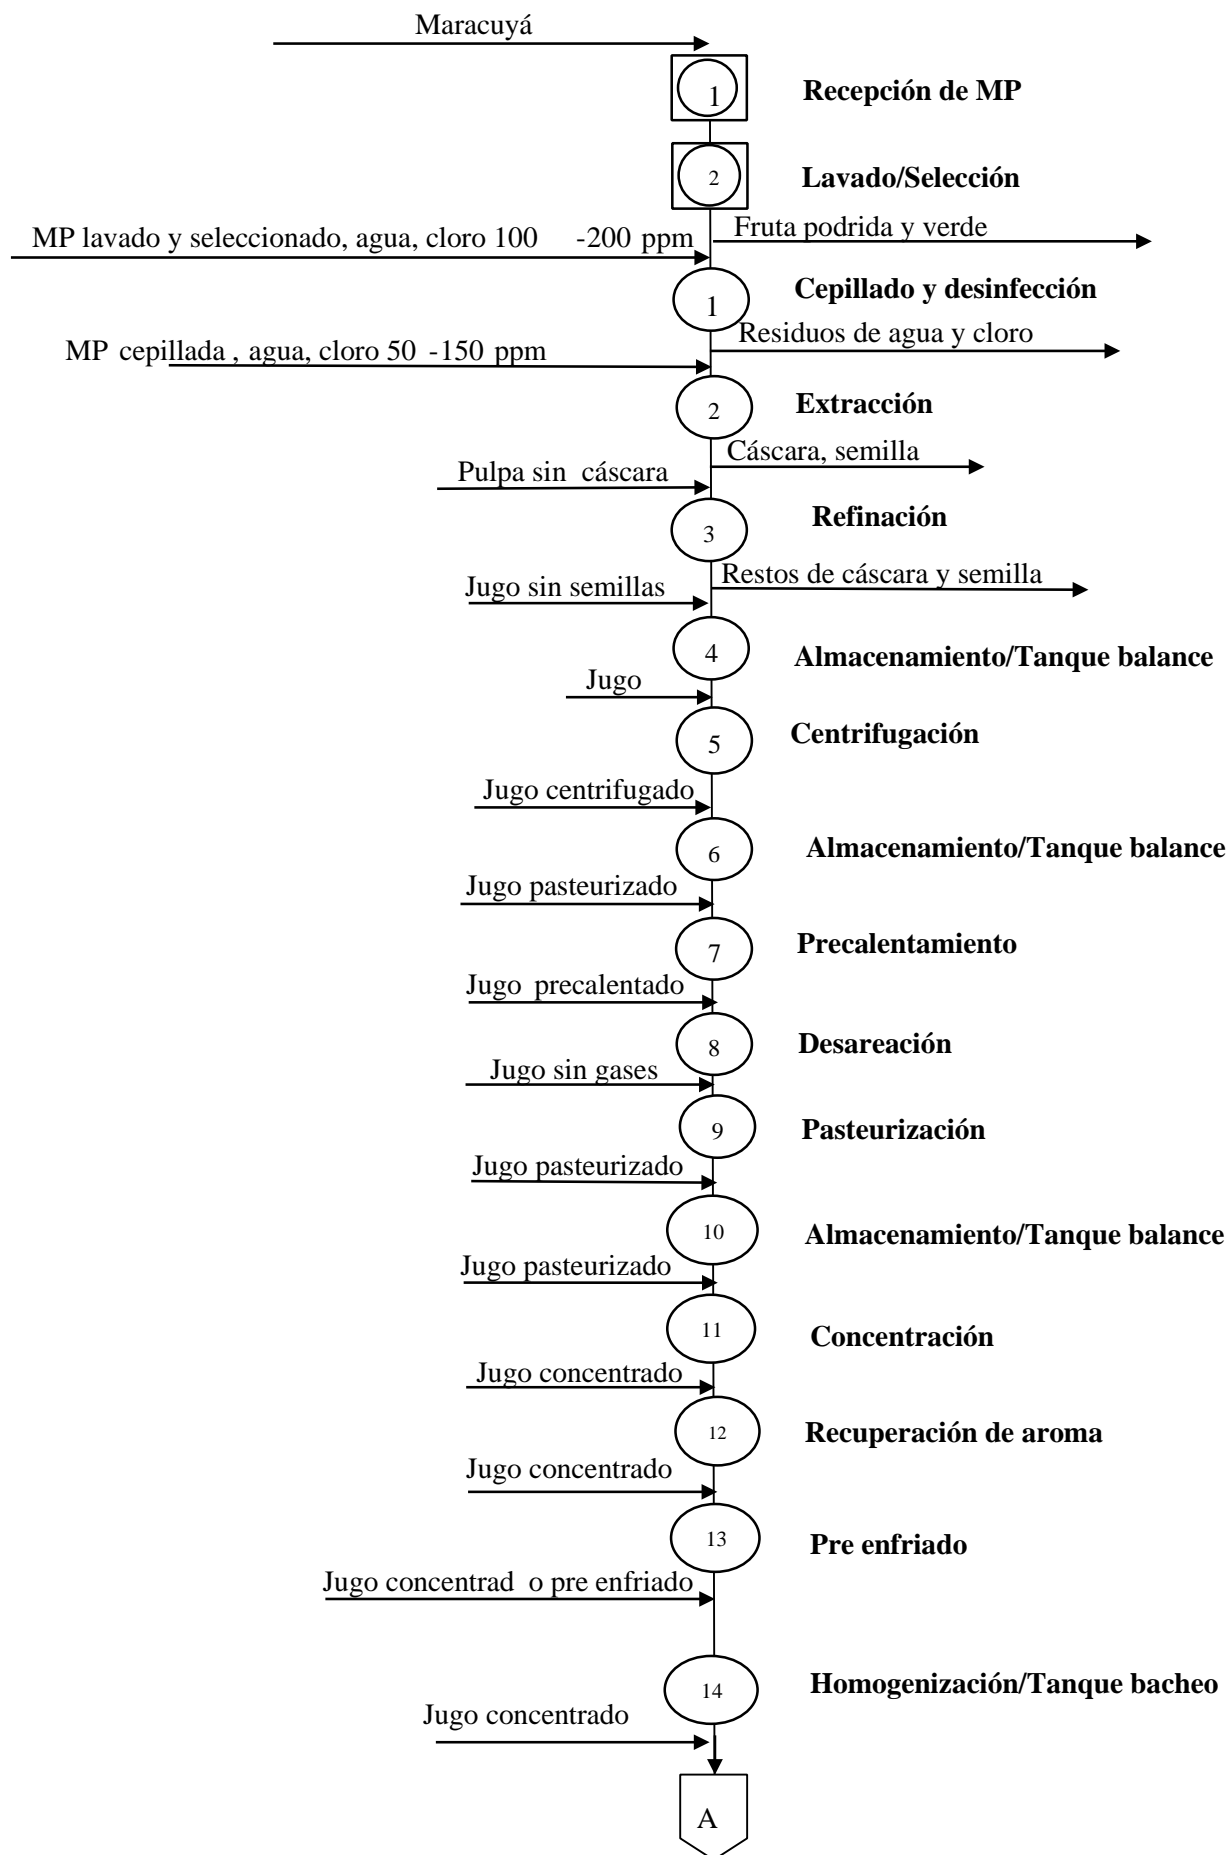 Maracuyá
1
Recepción de MP
2
Lavado/Selección
MP lavado y seleccionado, agua, cloro 100 -200 ppm
Fruta podrida y verde
1
Cepillado y desinfección
Residuos de agua y cloro
MP cepillada , agua, cloro 50 -150 ppm
2
Extracción
Cáscara, semilla
Pulpa sin cáscara
3
Refinación
Restos de cáscara y semilla
Jugo sin semillas
4
Almacenamiento/Tanque balance
Jugo
5
Centrifugación
Jugo centrifugado
6
Almacenamiento/Tanque balance
Jugo pasteurizado
7
Precalentamiento
Jugo precalentado
8
Desareación
Jugo sin gases
9
Pasteurización
Jugo pasteurizado
10
Almacenamiento/Tanque balance
Jugo pasteurizado
11
Concentración
Jugo concentrado
12
Recuperación de aroma
Jugo concentrado
13
Pre enfriado
Jugo concentrad o pre enfriado
14
Homogenización/Tanque bacheo
Jugo concentrado
A